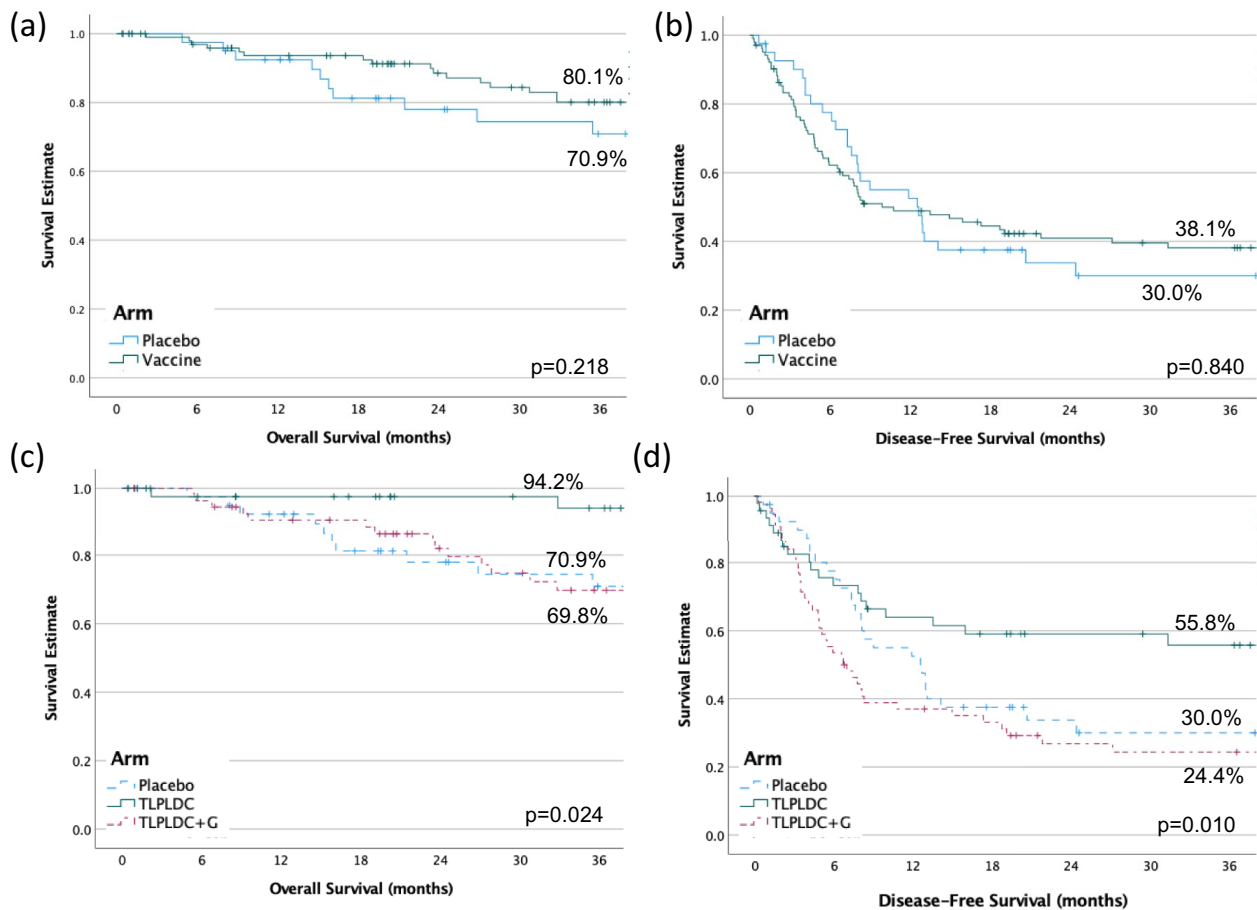 (a)
1.0
0.8
0.6
0.4
0.2
0.0
Survival Estimate
80.1%
70.9%
Arm
Placebo
Vaccine
p=0.218
0 6 12 18 24 30 36
Overall Survival (months)
(b)
1.0
0.8
0.6
0.4
0.2
0.0
Survival Estimate
38.1%
30.0%
Arm
Placebo
Vaccine
p=0.840
0 6 12 18 24 30 36
Disease-Free Survival (months)
(c)
1.0
0.8
0.6
0.4
0.2
0.0
Survival Estimate
94.2%
70.9%
69.8%
Arm
Placebo
TLPLDC
TLPLDC+G
p=0.024
0 6 12 18 24 30 36
Overall Survival (months)
(d)
1.0
0.8
0.6
0.4
0.2
0.0
Survival Estimate
55.8%
30.0%
24.4%
Arm
Placebo
TLPLDC
TLPLDC+G
p=0.010
0 6 12 18 24 30 36
Disease-Free Survival (months)